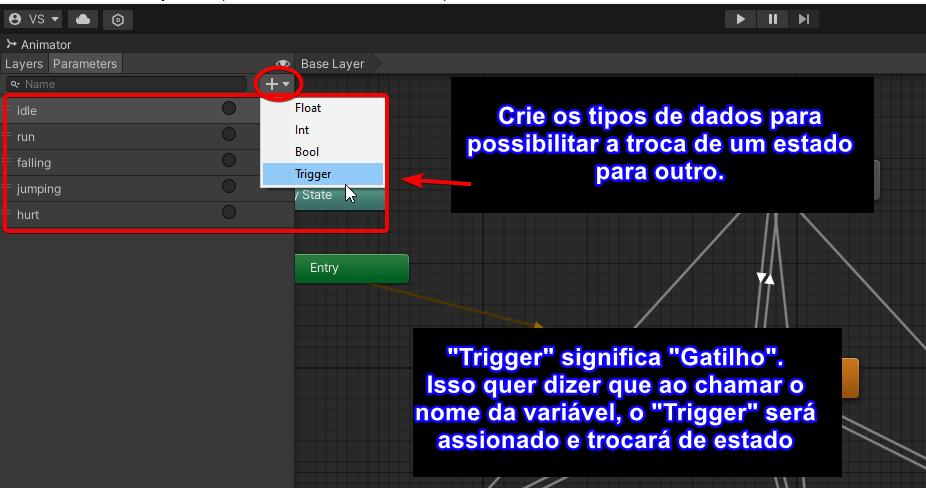 VS
Animator
Layers Parameters Base Layer
Name
idle
run
falling
jumping
hurt
Float
Int
Bool
Trigger
y State
Entry
Crie os tipos de dados para
possibilitar a troca de um estado
para outro.
"Trigger" significa "Gatilho".
Isso quer dizer que ao chamar o
nome da variável, o "Trigger" será
assionado e trocará de estado